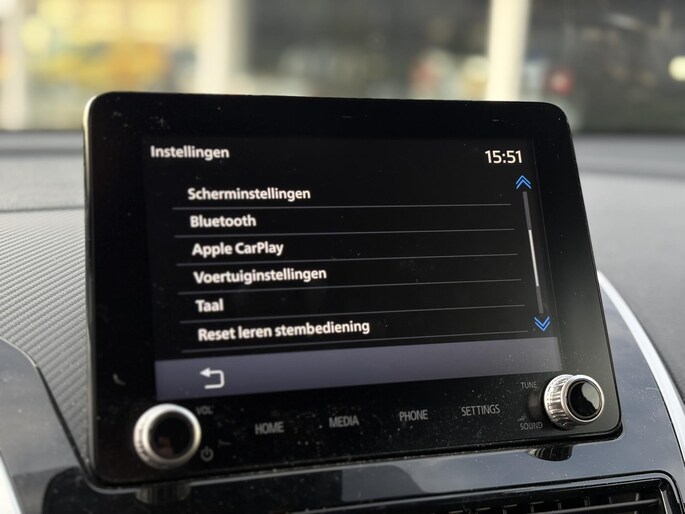 Instellingen 15:51
Scherminstellingen
Bluetooth
Apple CarPlay
Voertuiginstellingen
Taal
Reset leren stembediening
VOL
HOME MEDIA PHONE SETTINGS
TUNE
SOUND